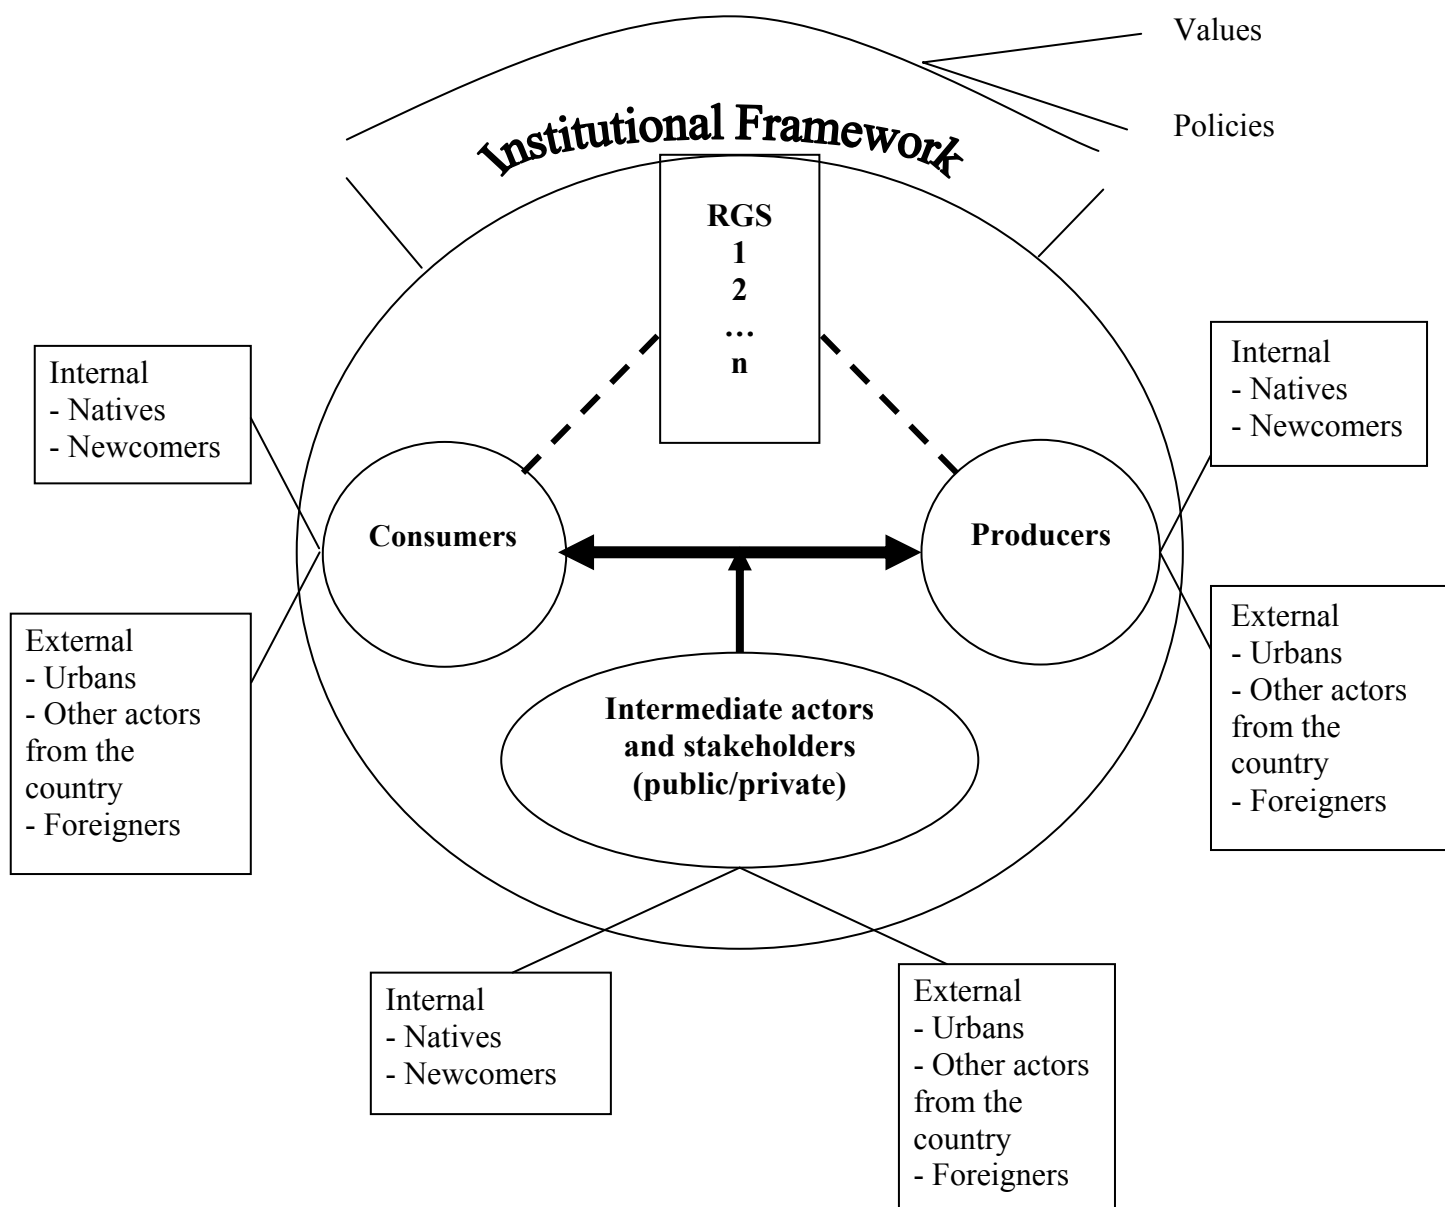 Values
Policies
Institutional Framework
RGS
1
2
…
n
Internal
- Natives
- Newcomers
Internal
- Natives
- Newcomers
Consumers
Producers
External
- Urbans
- Other actors
from the
country
- Foreigners
External
- Urbans
- Other actors
from the
country
- Foreigners
Intermediate actors
and stakeholders
(public/private)
Internal
- Natives
- Newcomers
External
- Urbans
- Other actors
from the
country
- Foreigners